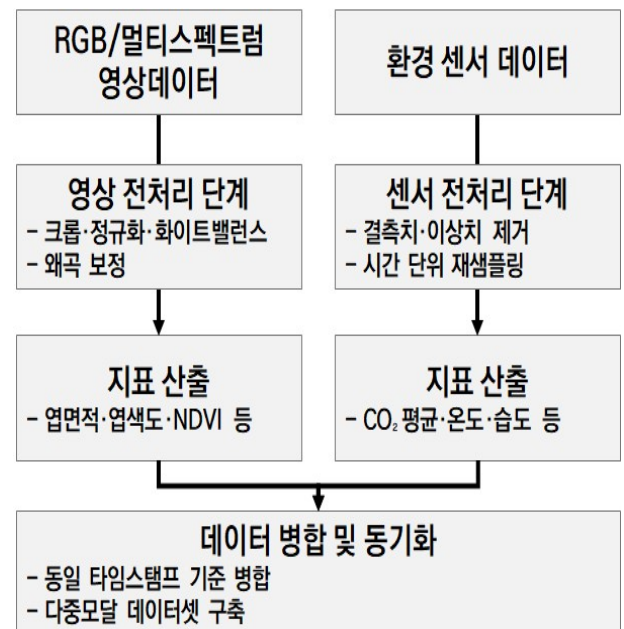 RGB/멀티스펙트럼
영상데이터
환경 센서 데이터
영상 전처리 단계
- 크롭·정규화·화이트밸런스
- 왜곡 보정
센서 전처리 단계
- 결측치·이상치 제거
- 시간 단위 재샘플링
지표 산출
- 엽면적·엽색도·NDVI 등
지표 산출
- CO₂ 평균·온도·습도 등
데이터 병합 및 동기화
- 동일 타임스탬프 기준 병합
- 다중모달 데이터셋 구축